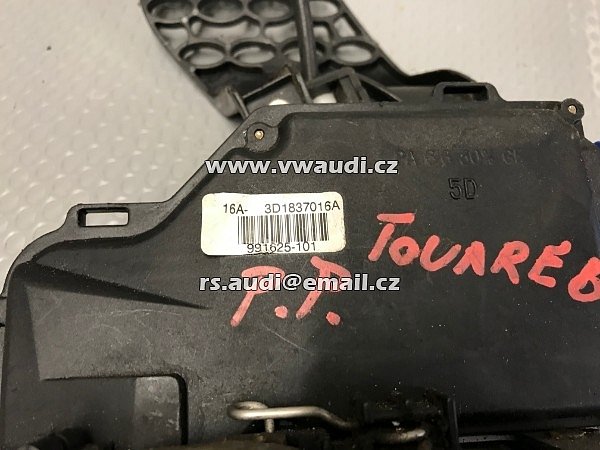 www.vwaudi.cz
5D
16A- 3D1837016A
991625-101
TOUAREG
rs.audi@email.cz
P.P.